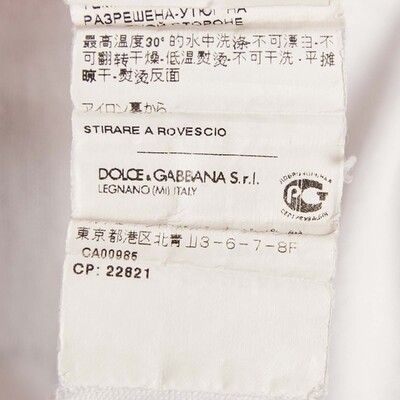 РАЗРЕШЕНА-УТЮГ НА
最高温度30°的水中洗涤·不可漂白·不
可翻转干燥·低温熨烫·不可干洗·平摊
晾干·熨烫反面
アイロン裏から
STIRARE A ROVESCIO
DOLCE & GABBANA S.r.l.
LEGNANO (MI) ITALY
東京都港区北青山3-6-7-8F
CA00985
CP: 22821